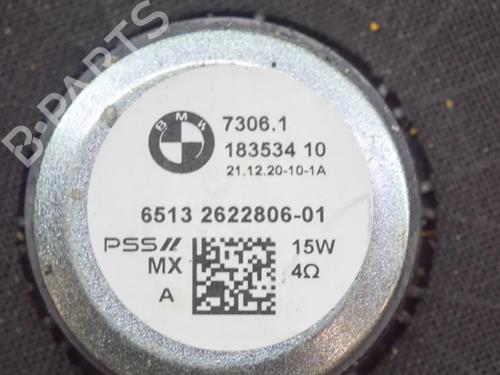 BMW
7306.1
183534 10
21.12.20-10-1A
6513 2622806-01
PSS
MX
15W
A
4Ω
B-PARTS